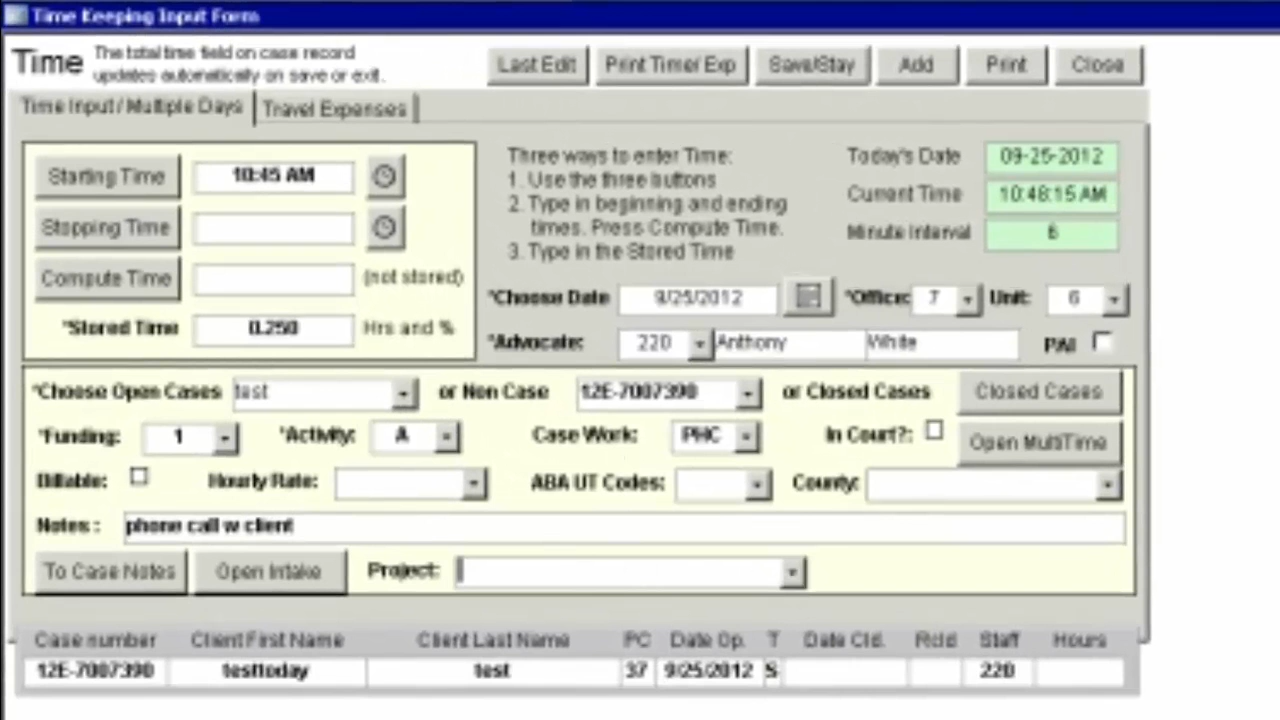 Time Keeping Input Form
Time The total time field on case record
updates automatically on save or exit.
Last Edit Print Time/ Exp Save/Stay Add Print Close
Time Input / Multiple Days Travel Expenses
Starting Time 10:45 AM
Stopping Time
Compute Time (not stored)
*Stored Time 0.250 Hrs and %
Three ways to enter Time:
1. Use the three buttons
2. Type in beginning and ending
times. Press Compute Time.
3. Type in the Stored Time
Today's Date 09-25-2012
Current Time 10:48:15 AM
Minute Interval 6
*Choose Date 9/25/2012 *Office: 7 Unit: 6
*Advocate: 220 Anthony White PAI
*Choose Open Cases test or Non Case 12E-7007390 or Closed Cases Closed Cases
*Funding: 1 *Activity: A Case Work: PHC In Court?: Open MultiTime
Billable: Hourly Rate: ABA UT Codes: County:
Notes : phone call w client
To Case Notes Open Intake Project:
Case number Client First Name Client Last Name PC Date Op. T Date Cld. Rcld Staff Hours
12E-7007390 testtoday test 37 9/25/2012 S 220